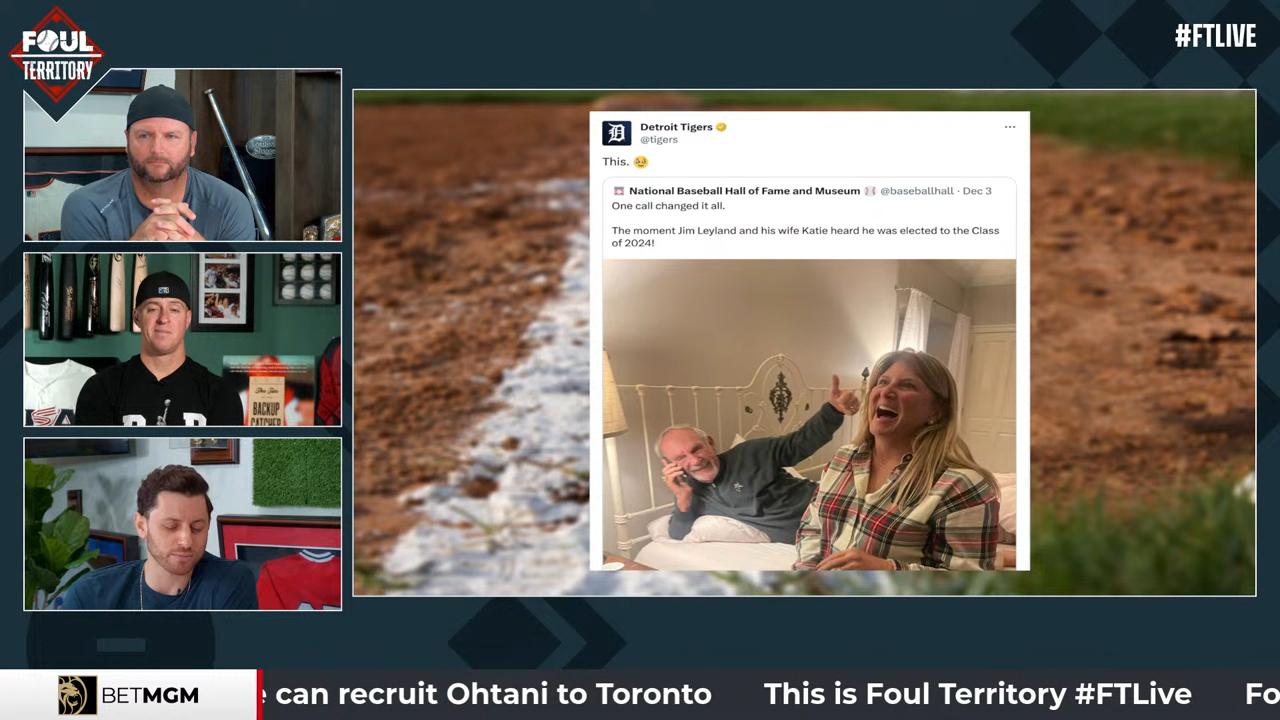 FOUL
TERRITORY
#FTLIVE
Detroit Tigers
@tigers
This.
National Baseball Hall of Fame and Museum @baseballhall · Dec 3
One call changed it all.
The moment Jim Leyland and his wife Katie heard he was elected to the Class
of 2024!
BACKUP
CATCHER
BETMGM
can recruit Ohtani to Toronto
This is Foul Territory #FTLive
Fo